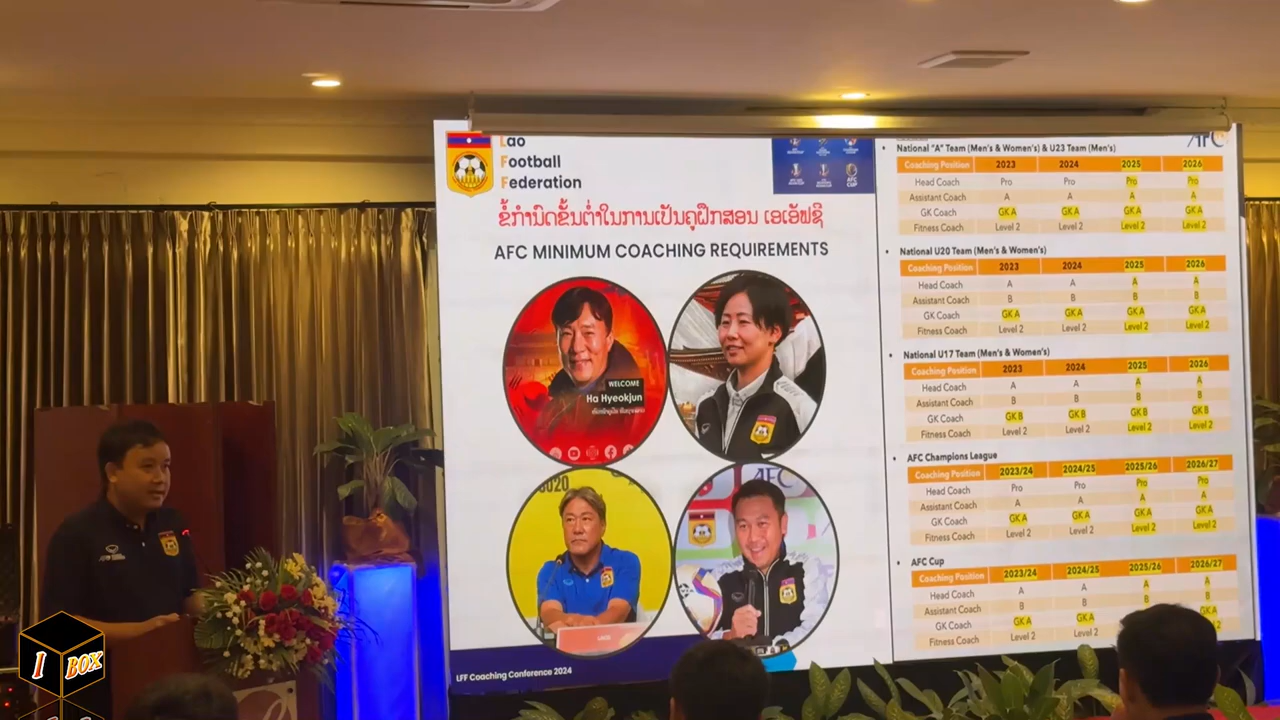 Lao
Football
Federation
ຂໍ້ກຳນົດຂັ້ນຕ່ຳໃນການເປັນຄູຝຶກສອນ ເອເອັຟຊີ
AFC MINIMUM COACHING REQUIREMENTS
WELCOME
Ha Hyeokjun
2020
AFC
LFF Coaching Conference 2024
AFC
CUP
AFC
• National "A" Team (Men's & Women's) & U23 Team (Men's)
Coaching Position 2023 2024 2025 2026
Head Coach Pro Pro Pro Pro
Assistant Coach A A A A
GK Coach GK A GK A GK A GK A
Fitness Coach Level 2 Level 2 Level 2 Level 2
• National U20 Team (Men's & Women's)
Coaching Position 2023 2024 2025 2026
Head Coach A A A A
Assistant Coach B B B B
GK Coach GK A GK A GK A GK A
Fitness Coach Level 2 Level 2 Level 2 Level 2
• National U17 Team (Men's & Women's)
Coaching Position 2023 2024 2025 2026
Head Coach A A A A
Assistant Coach B B B B
GK Coach GK B GK B GK B GK B
Fitness Coach Level 2 Level 2 Level 2 Level 2
• AFC Champions League
Coaching Position 2023/24 2024/25 2025/26 2026/27
Head Coach Pro Pro Pro Pro
Assistant Coach A A A A
GK Coach GK A GK A GK A GK A
Fitness Coach Level 2 Level 2 Level 2 Level 2
• AFC Cup
Coaching Position 2023/24 2024/25 2025/26 2026/27
Head Coach A A A A
Assistant Coach B B B B
GK Coach GK A GK A GK A GK A
Fitness Coach Level 2 Level 2 Level 2 2
I BOX